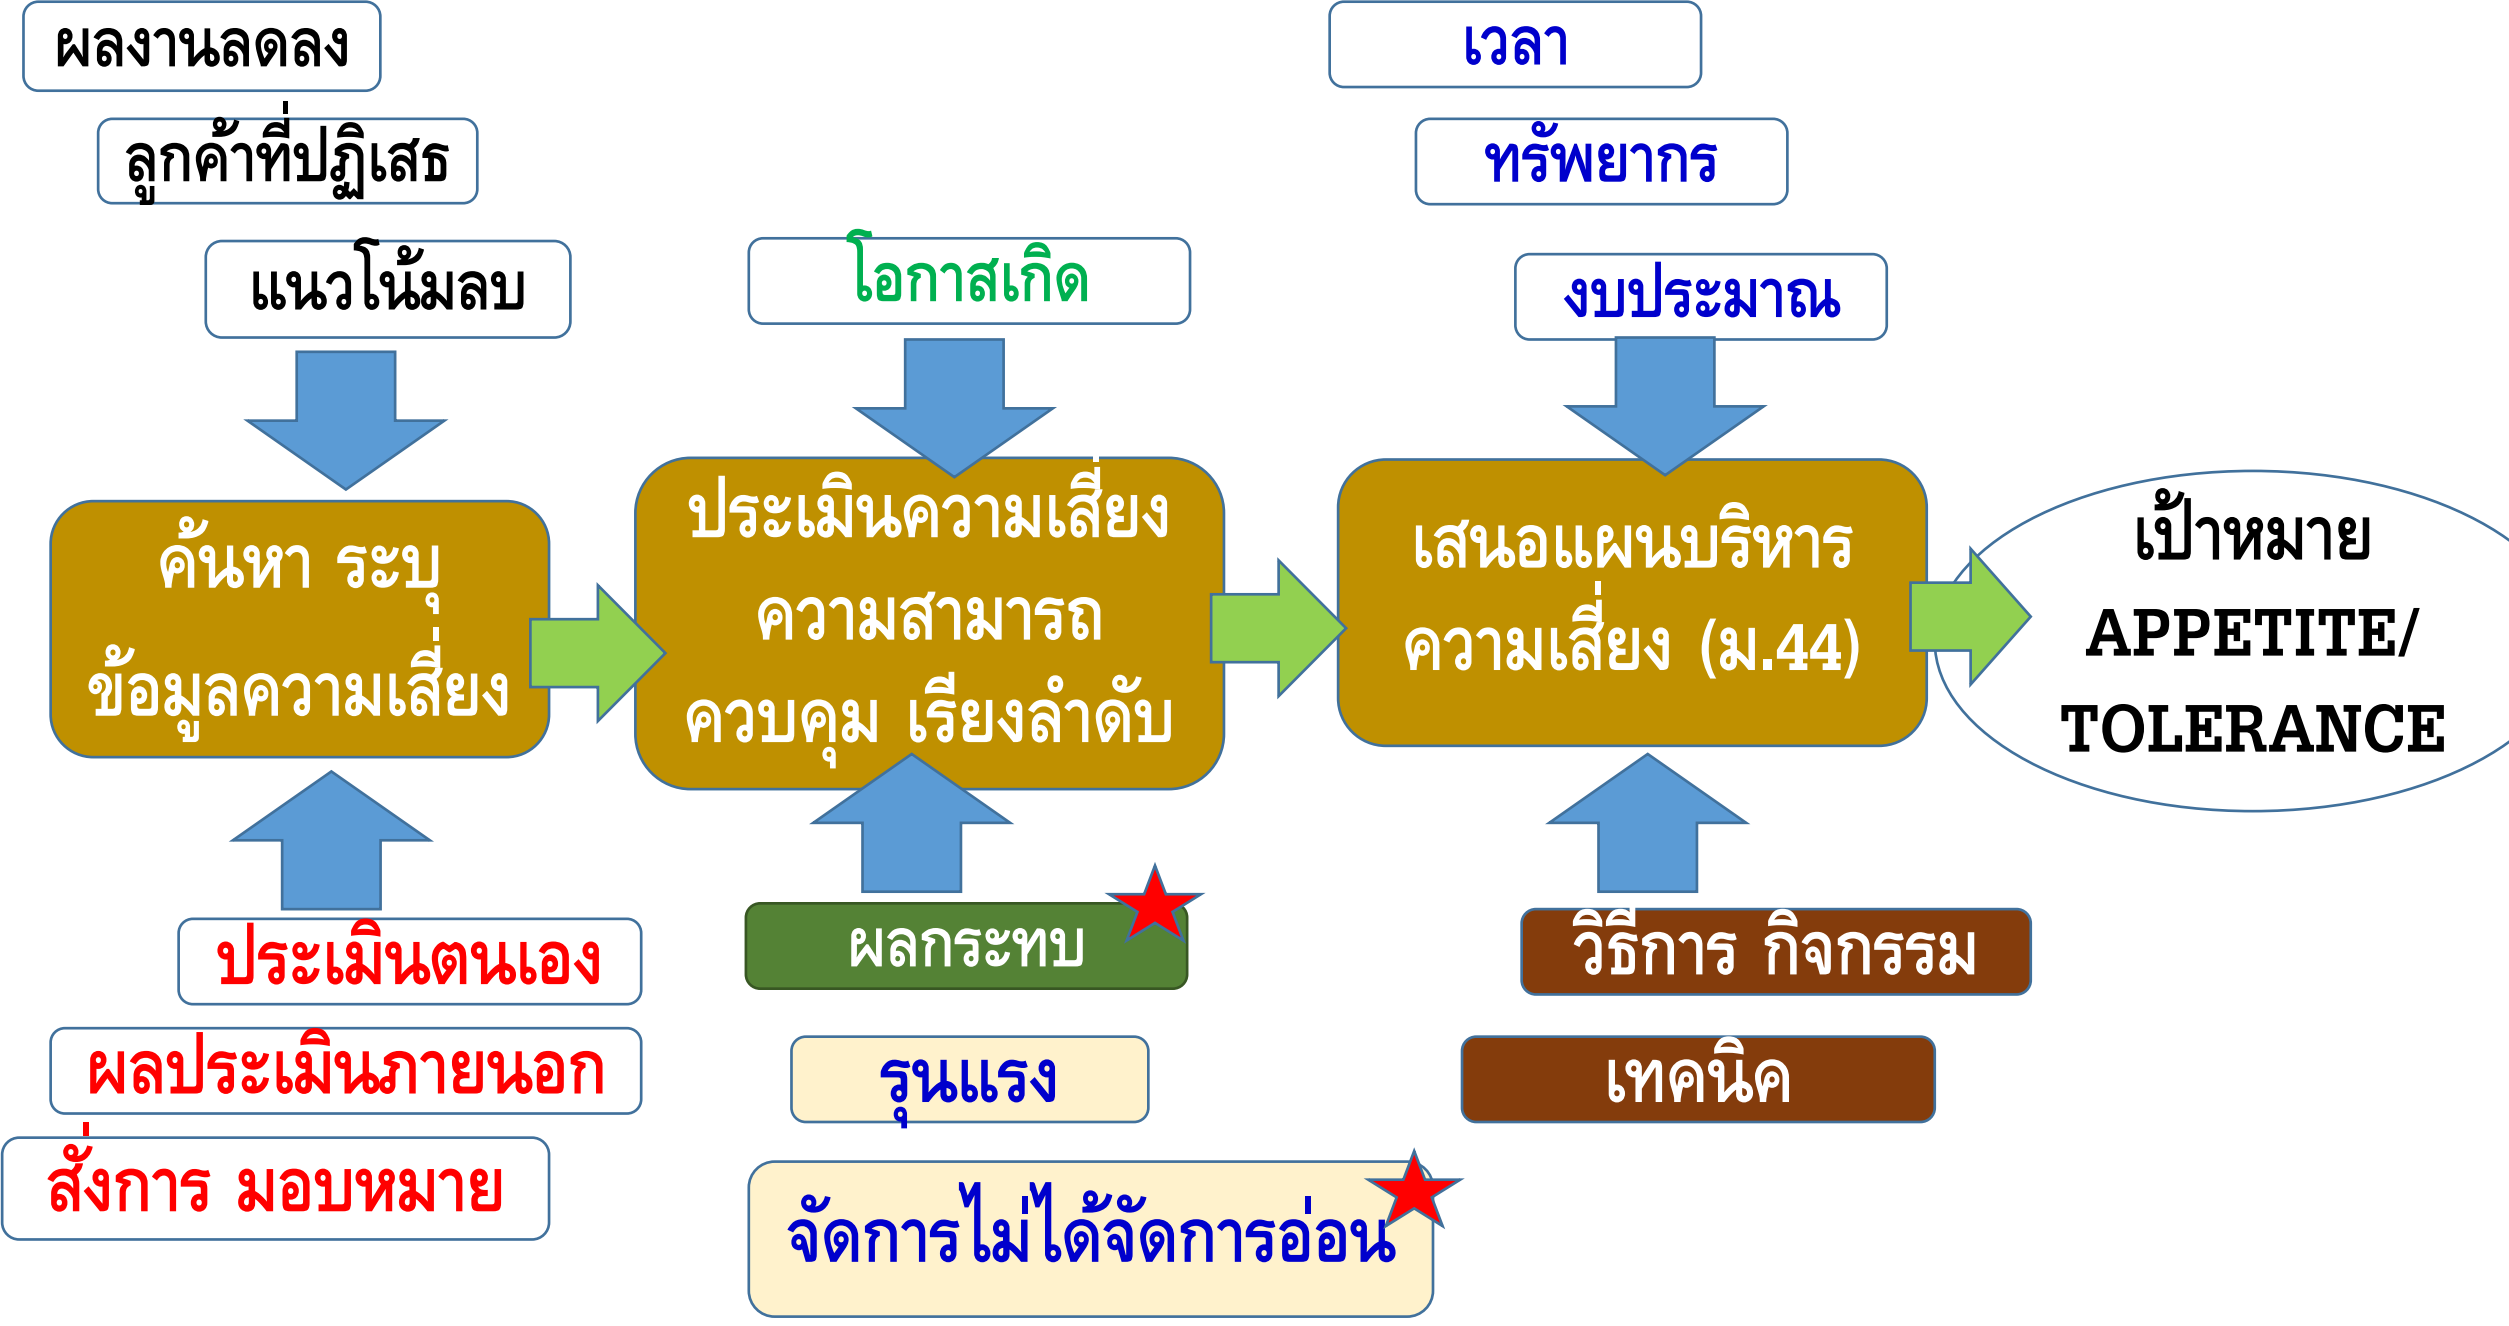 ผลงานลดลง
ลูกค้าที่ปฏิเสธ
แนวโน้มผลบ
เวลา
ทรัพยากร
โอกาสเกิด
งบประมาณ
ค้นหา ระบุ
ข้อมูลความเสี่ยง
ประเมินความเสี่ยง
ความสามารถ
ควบคุม เรียงลำดับ
เสนอแผนบริหาร
ความเสี่ยง (ม.44)
เป้าหมาย
APPETITE/
TOLERANCE
ประเมินตนเอง
ผลประเมินภายนอก
สั่งการ มอบหมาย
ผลกระทบ
รุนแรง
จัดการไม่ได้จัดการอ่อน
วิธีการ กิจกรรม
เทคนิค